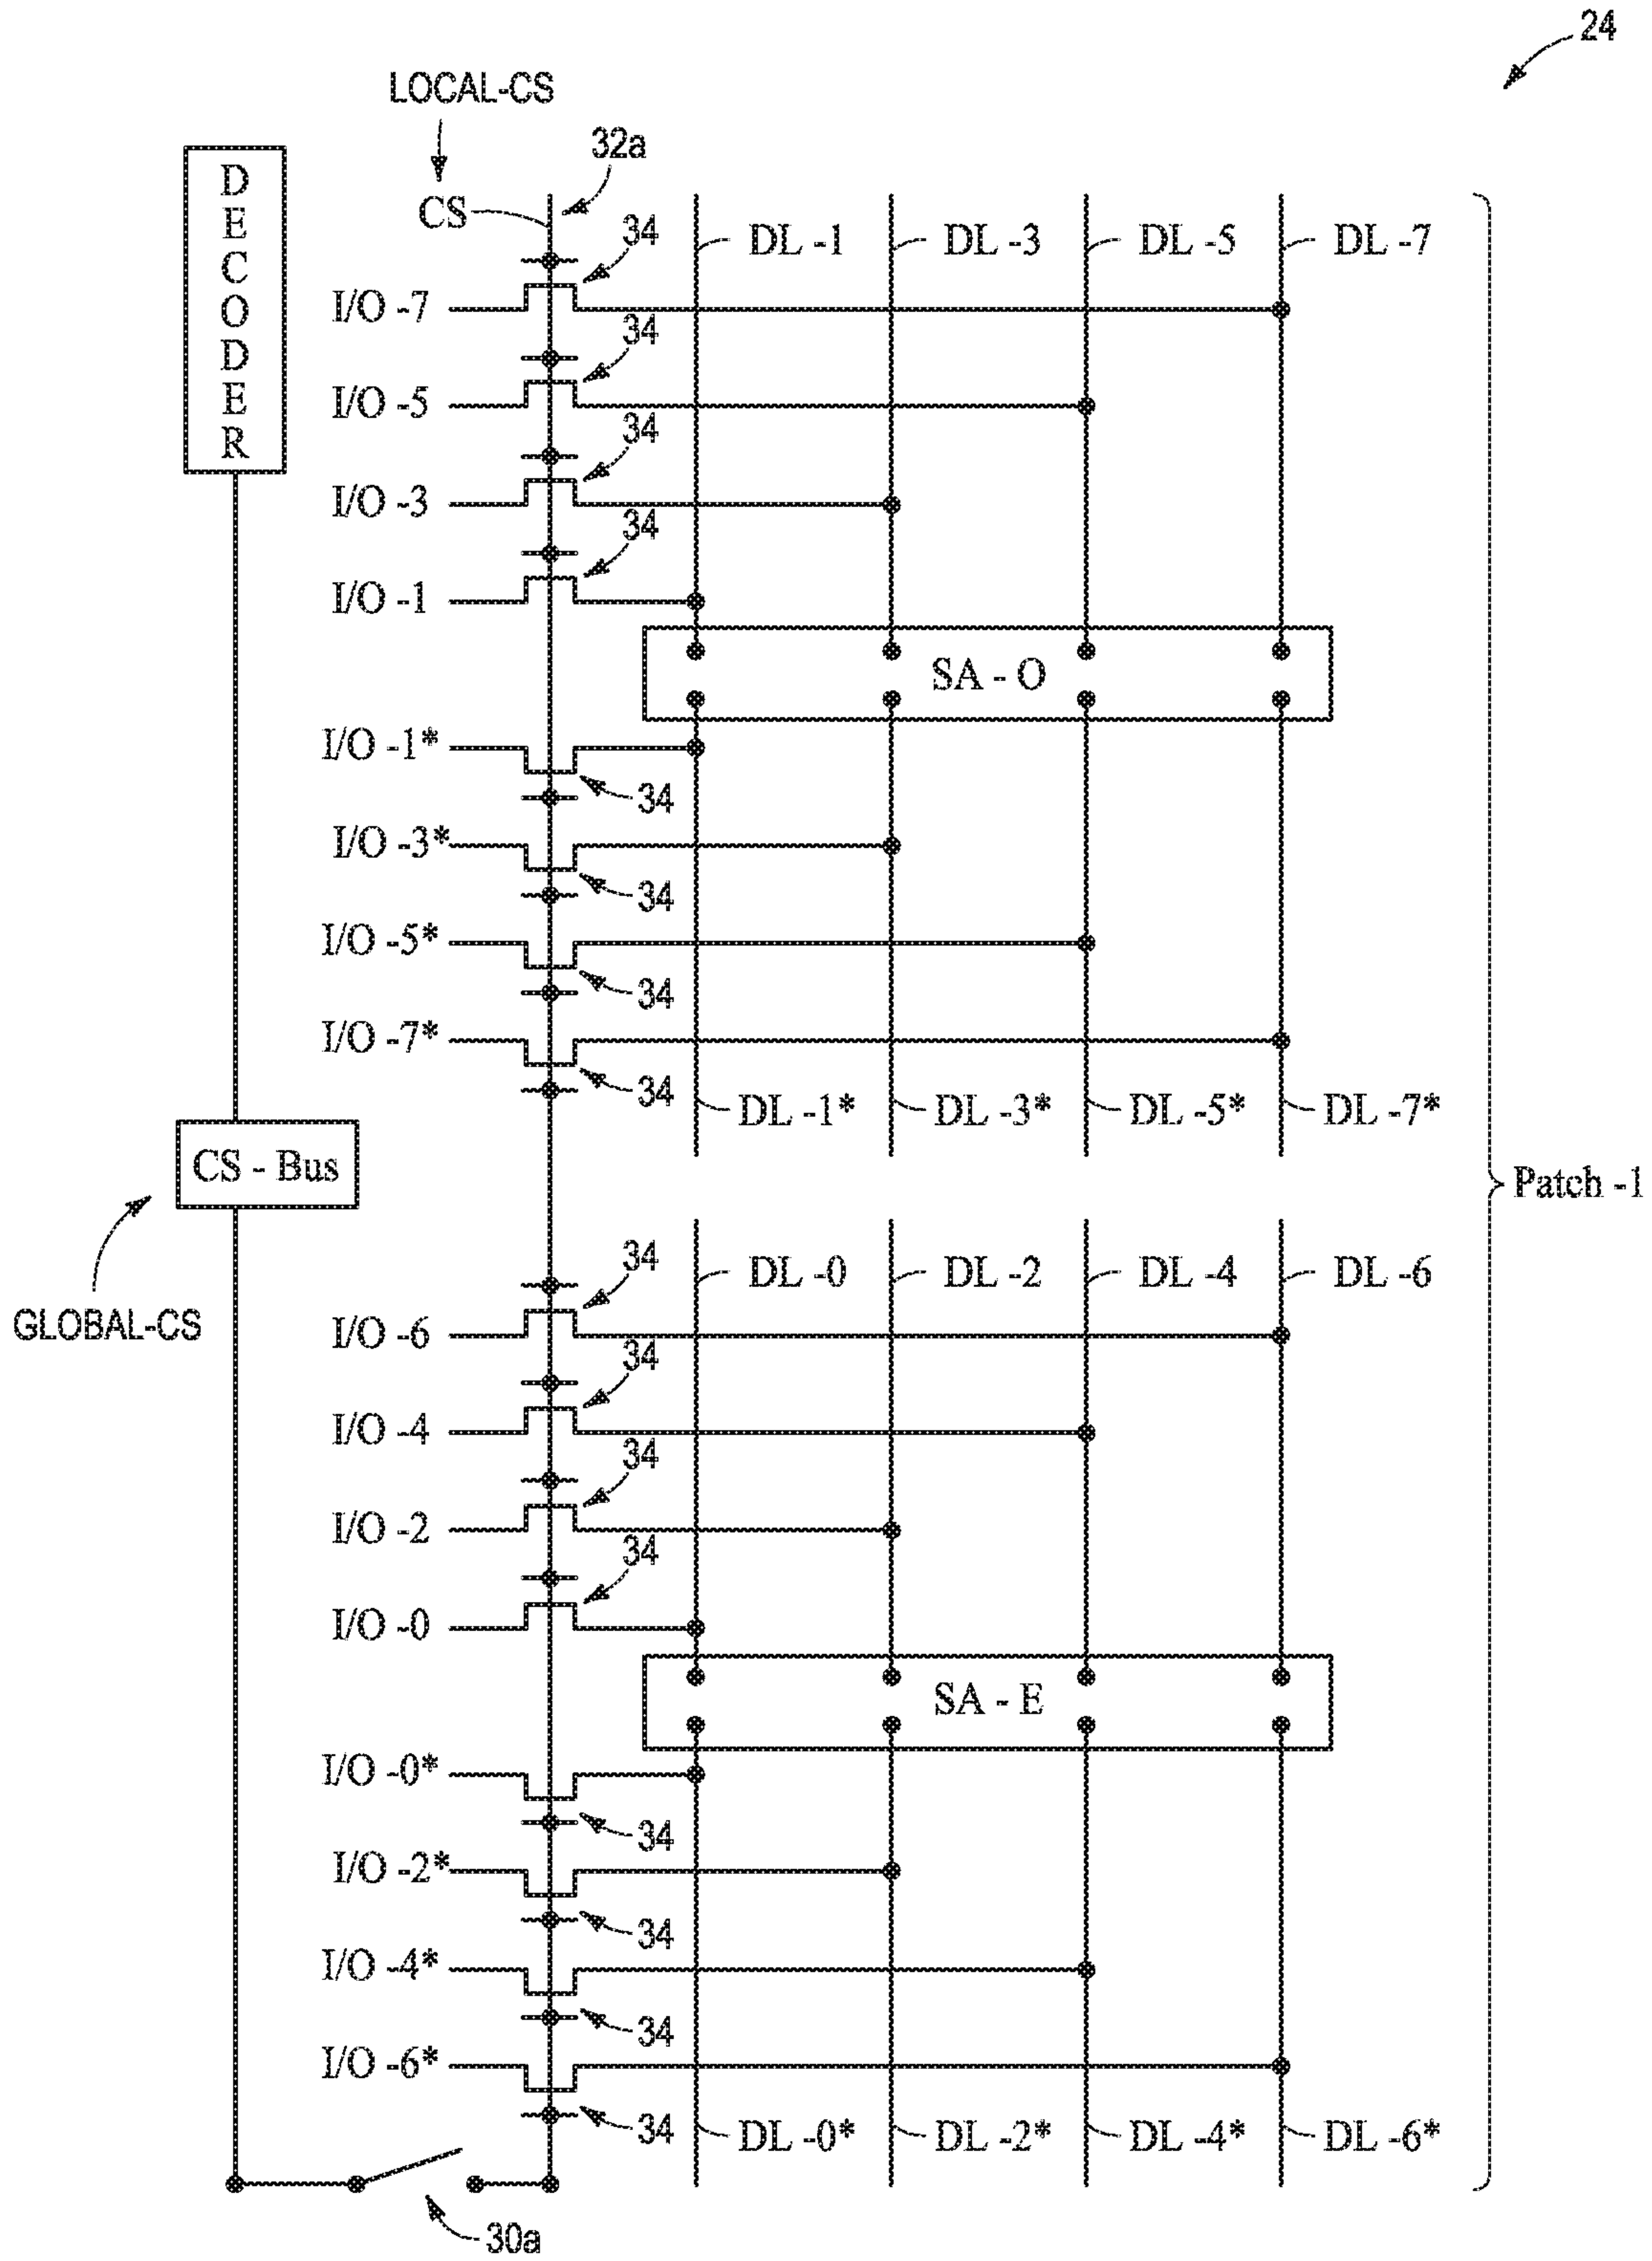 24
LOCAL-CS
32a
DECODER
CS
34
DL -1
DL -3
DL -5
DL -7
I/O -7
34
I/O -5
34
I/O -3
34
I/O -1
SA - O
I/O -1*
34
I/O -3*
34
I/O -5*
34
I/O -7*
34
DL -1*
DL -3*
DL -5*
DL -7*
CS - Bus
Patch -1
GLOBAL-CS
34
DL -0
DL -2
DL -4
DL -6
I/O -6
34
I/O -4
34
I/O -2
34
I/O -0
SA - E
I/O -0*
34
I/O -2*
34
I/O -4*
34
I/O -6*
34
DL -0*
DL -2*
DL -4*
DL -6*
30a